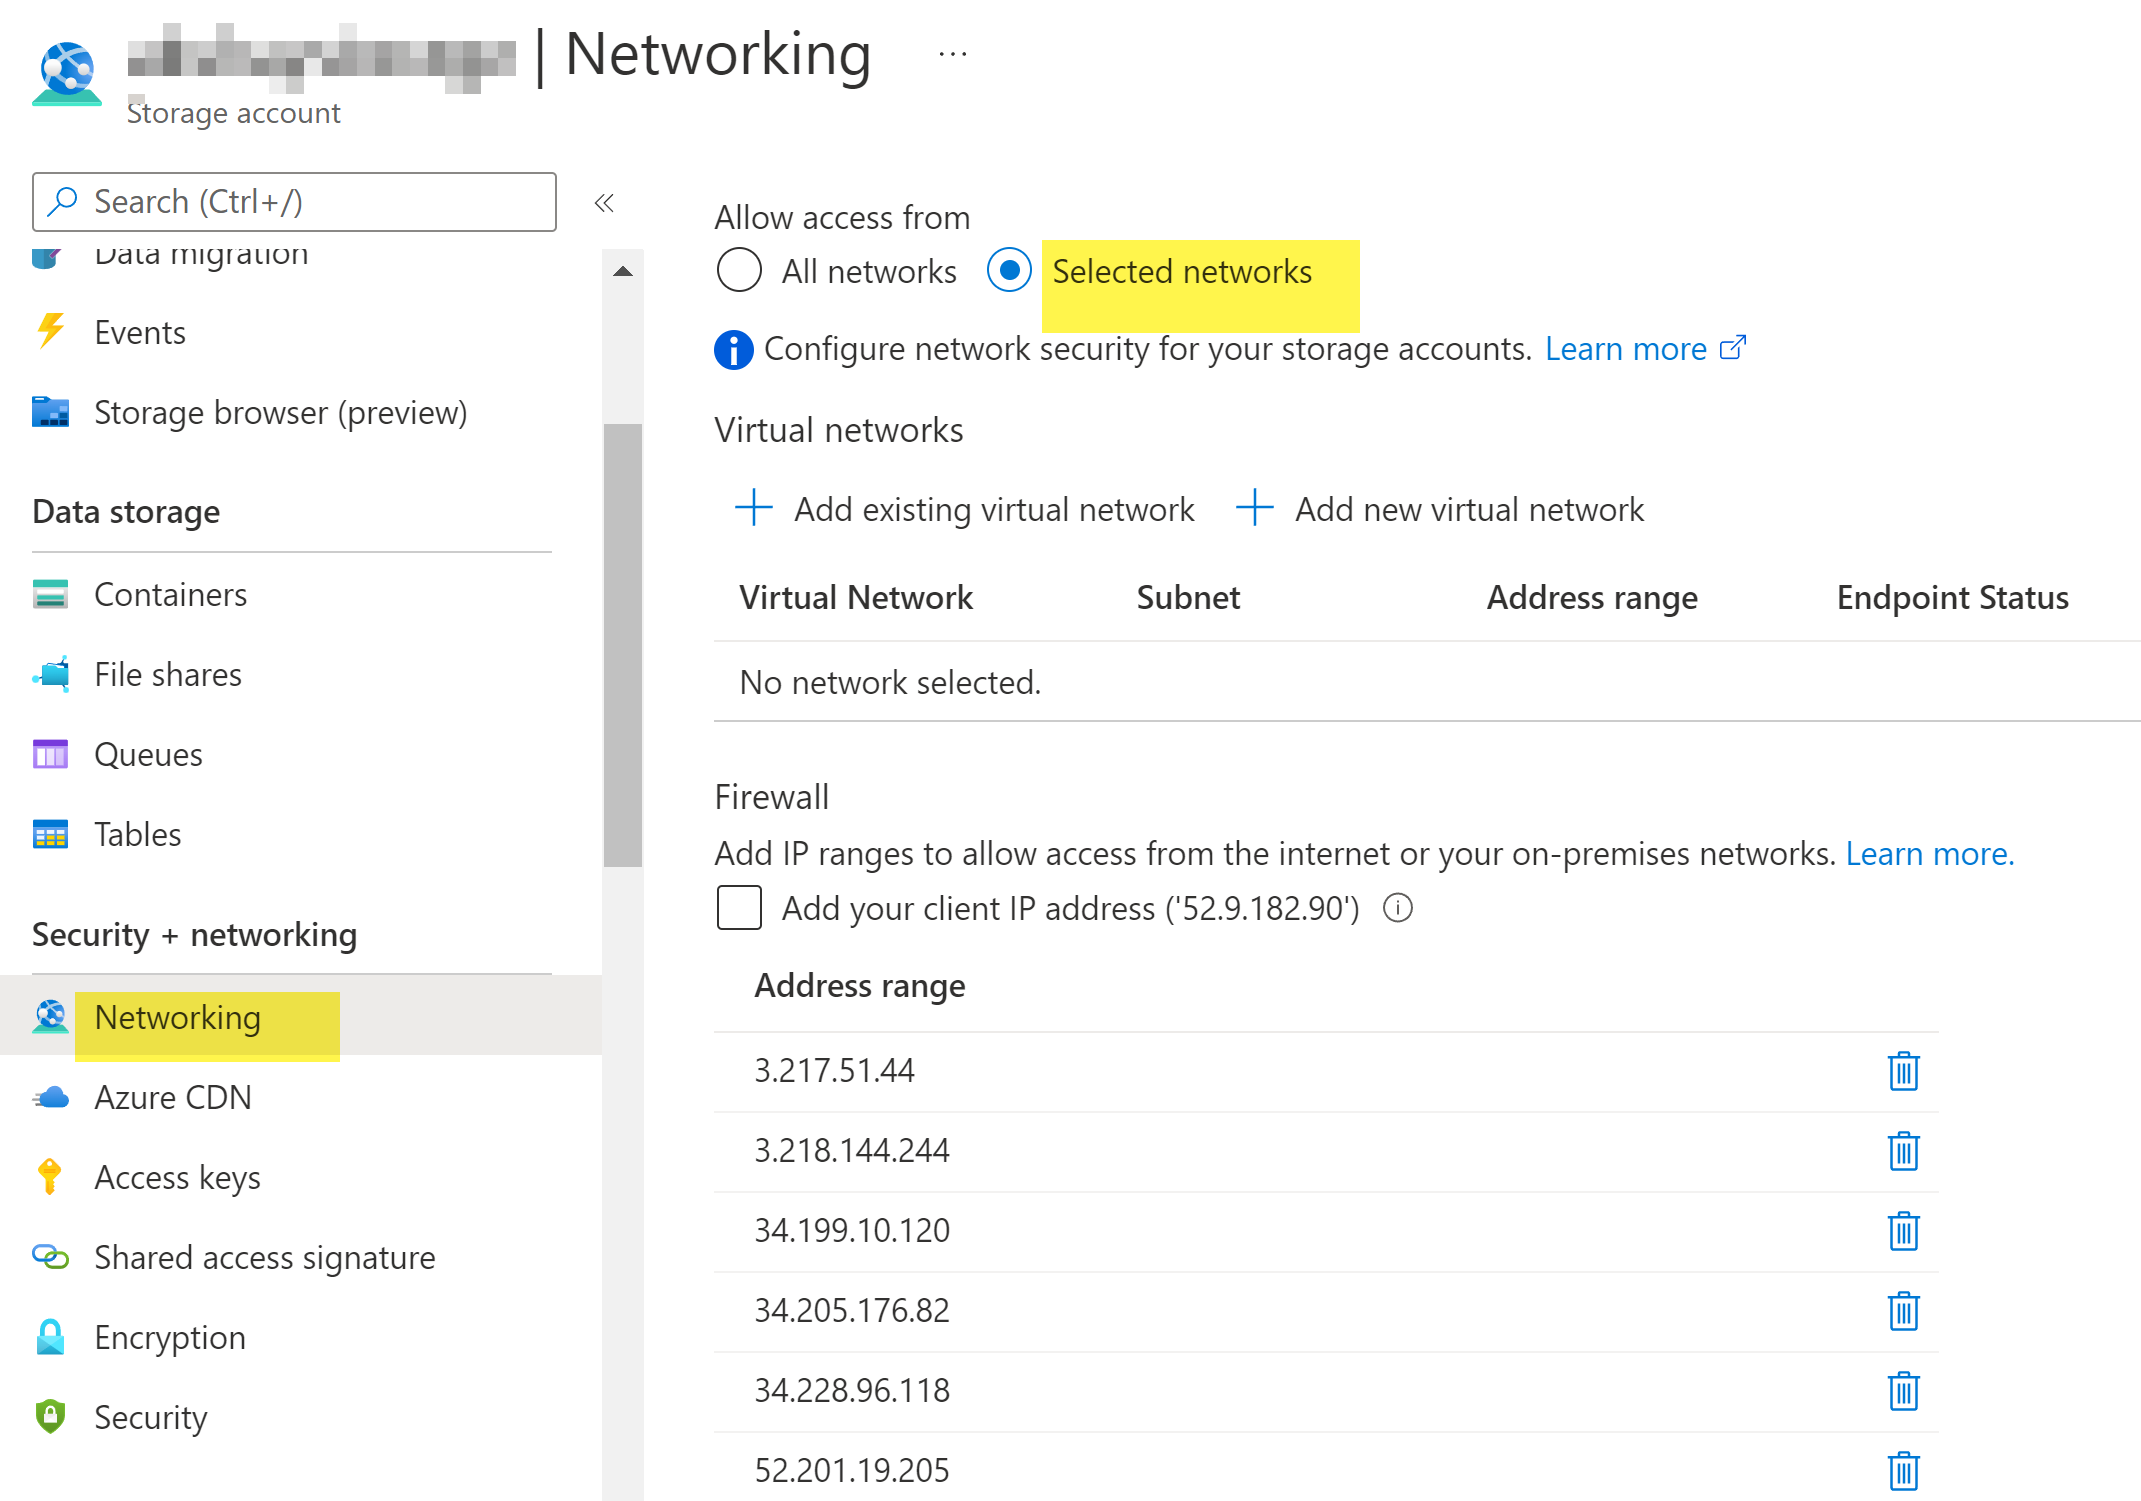 | Networking ...
Storage account
Search (Ctrl+/)
«
Data migration
Events
Storage browser (preview)
Data storage
Containers
File shares
Queues
Tables
Security + networking
Networking
Azure CDN
Access keys
Shared access signature
Encryption
Security
Allow access from
All networks Selected networks
Configure network security for your storage accounts. Learn more
Virtual networks
Add existing virtual network Add new virtual network
Virtual Network Subnet Address range Endpoint Status
No network selected.
Firewall
Add IP ranges to allow access from the internet or your on-premises networks. Learn more.
Add your client IP address ('52.9.182.90')
Address range
3.217.51.44
3.218.144.244
34.199.10.120
34.205.176.82
34.228.96.118
52.201.19.205